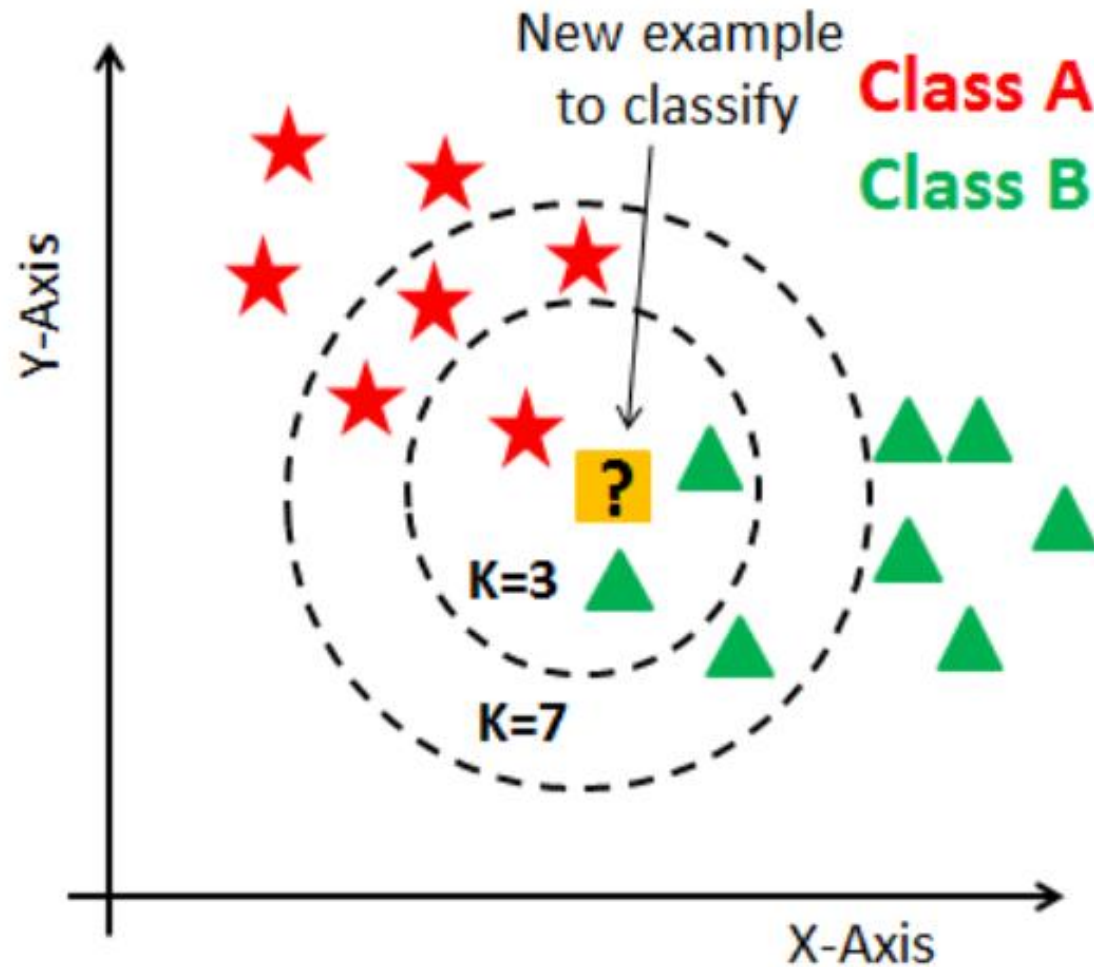 New example
to classify
Class A
Class B
Y-Axis
?
K=3
K=7
X-Axis